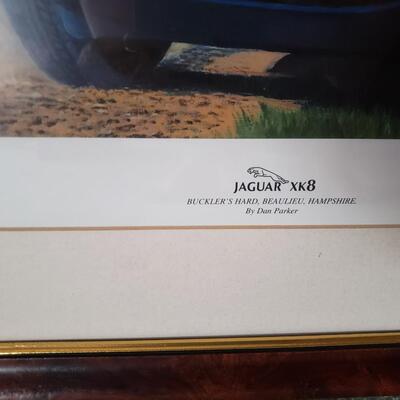 JAGUAR XK8
BUCKLER'S HARD, BEAULIEU, HAMPSHIRE.
By Dan Parker